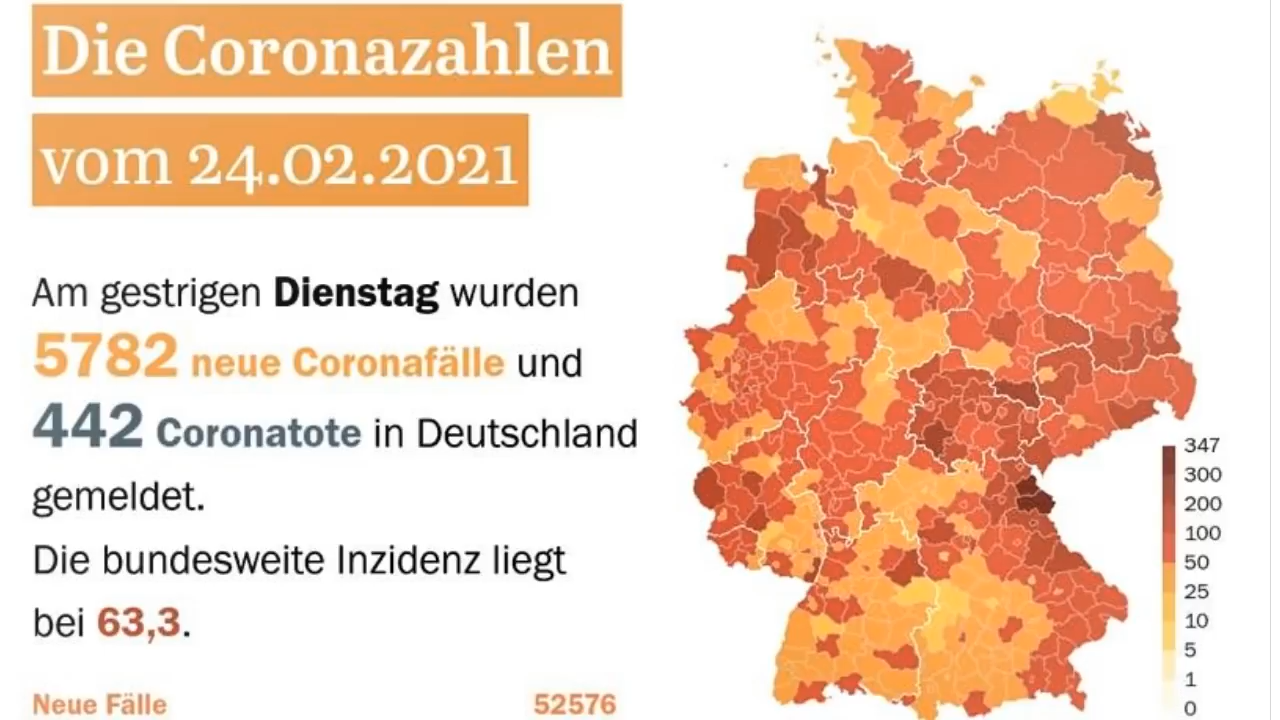 Die Coronazahlen
vom 24.02.2021
Am gestrigen Dienstag wurden
5782 neue Coronafälle und
442 Coronatote in Deutschland
gemeldet.
Die bundesweite Inzidenz liegt
bei 63,3.
Neue Fälle 52576
347
300
200
100
50
25
10
5
1
0